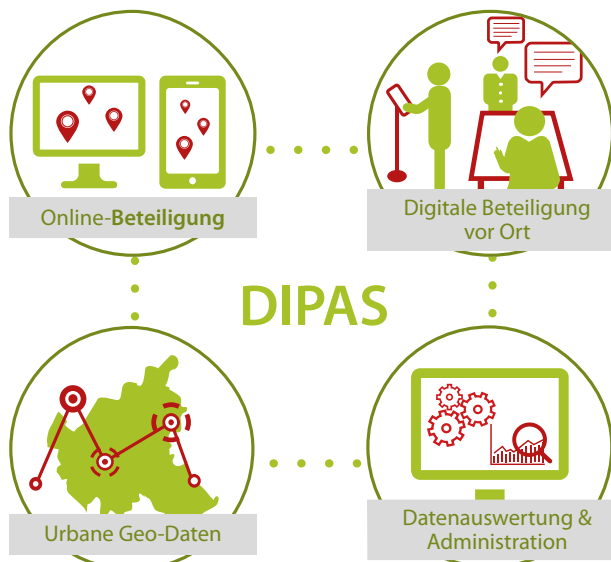 Online-Beteiligung
Digitale Beteiligung
vor Ort
DIPAS
Urbane Geo-Daten
Datenauswertung &
Administration